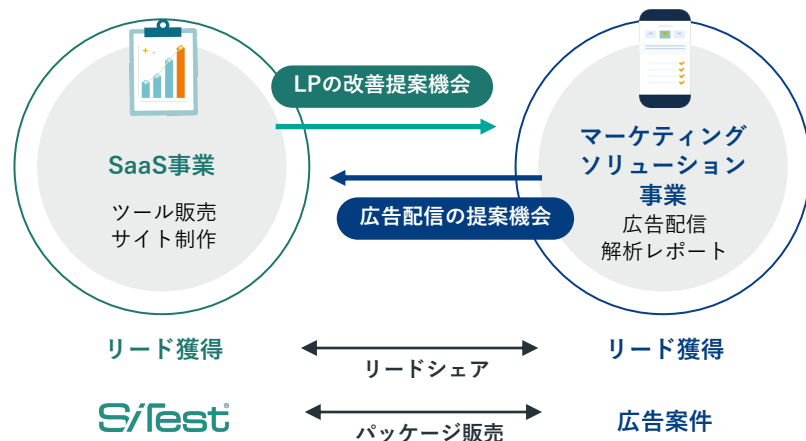 LPの改善提案機会
SaaS事業
ツール販売
サイト制作
マーケティング
ソリューション
事業
広告配信
解析レポート
広告配信の提案機会
リード獲得
リードシェア
リード獲得
SiTest®
パッケージ販売
広告案件